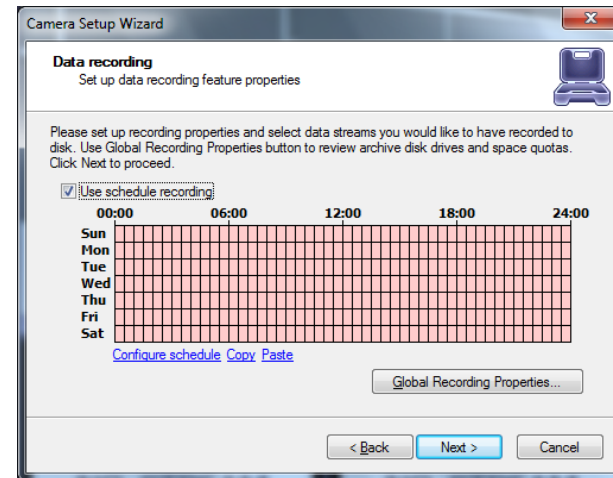 Camera Setup Wizard
Data recording
Set up data recording feature properties
Please set up recording properties and select data streams you would like to have recorded to
disk. Use Global Recording Properties button to review archive disk drives and space quotas.
Click Next to proceed.
Use schedule recording
00:00 06:00 12:00 18:00 24:00
Sun
Mon
Tue
Wed
Thu
Fri
Sat
Configure schedule Copy Paste
Global Recording Properties...
< Back Next > Cancel